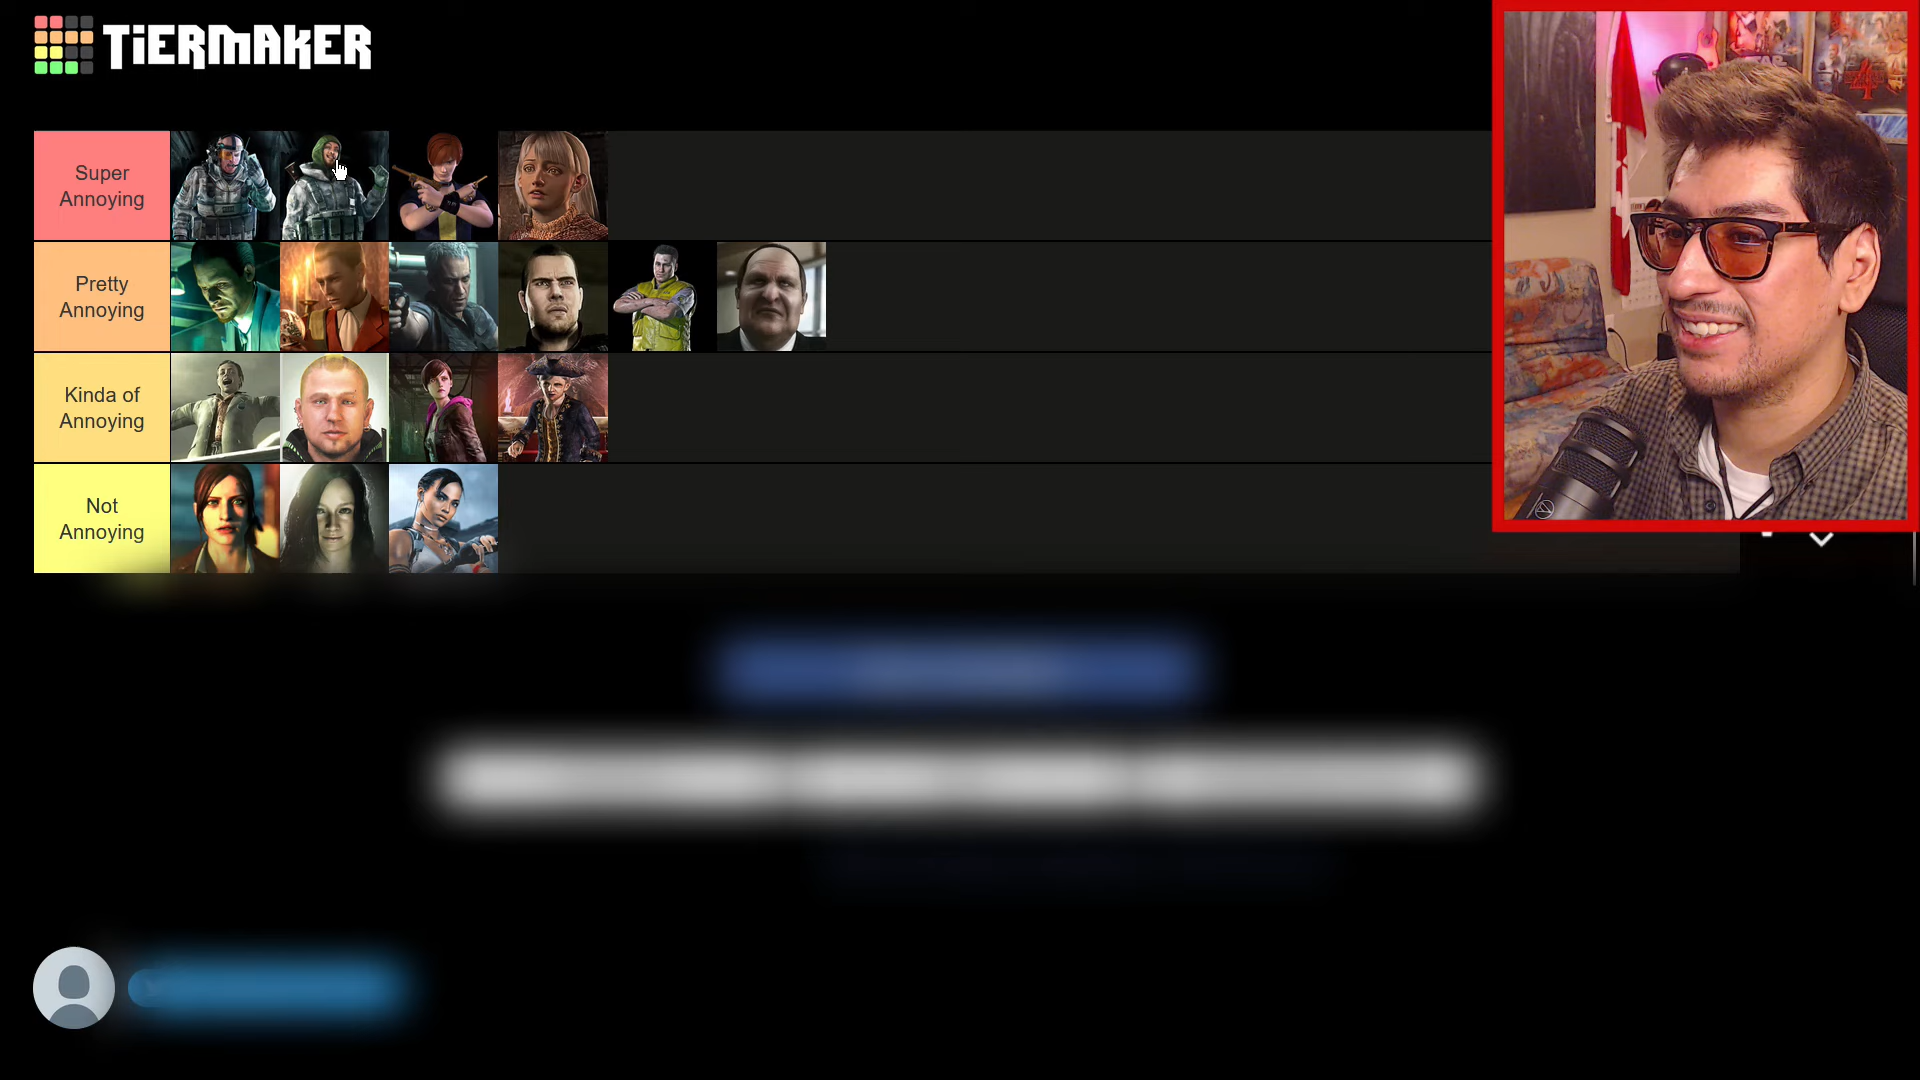 TiERMAKER
Super
Annoying
Pretty
Annoying
Kinda of
Annoying
Not
Annoying